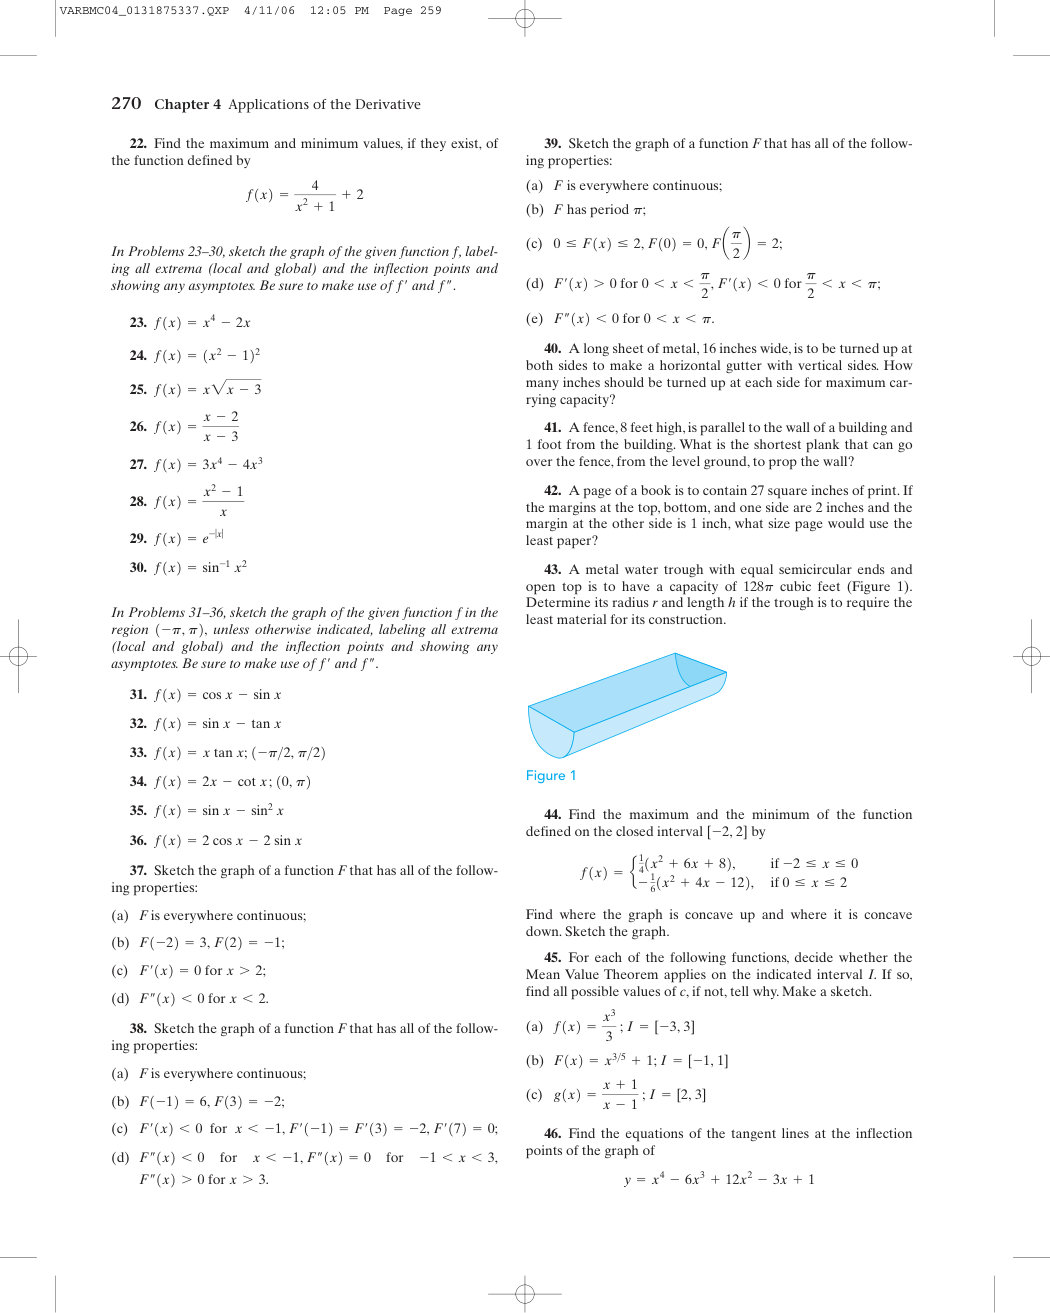 VARBMC04_0131875337.QXP 4/11/06 12:05 PM Page 259
270 Chapter 4 Applications of the Derivative
22. Find the maximum and minimum values, if they exist, of
the function defined by
f(x) = 4/(x² + 1) + 2
In Problems 23–30, sketch the graph of the given function f, label-
ing all extrema (local and global) and the inflection points and
showing any asymptotes. Be sure to make use of f′ and f″.
23. f(x) = x⁴ − 2x
24. f(x) = (x² − 1)²
25. f(x) = x√(x − 3)
26. f(x) = (x − 2)/(x − 3)
27. f(x) = 3x⁴ − 4x³
28. f(x) = (x² − 1)/x
29. f(x) = e^(−|x|)
30. f(x) = sin⁻¹ x²
In Problems 31–36, sketch the graph of the given function f in the
region (−π, π), unless otherwise indicated, labeling all extrema
(local and global) and the inflection points and showing any
asymptotes. Be sure to make use of f′ and f″.
31. f(x) = cos x − sin x
32. f(x) = sin x − tan x
33. f(x) = x tan x; (−π/2, π/2)
34. f(x) = 2x − cot x; (0, π)
35. f(x) = sin x − sin² x
36. f(x) = 2 cos x − 2 sin x
37. Sketch the graph of a function F that has all of the follow-
ing properties:
(a) F is everywhere continuous;
(b) F(−2) = 3, F(2) = −1;
(c) F′(x) = 0 for x > 2;
(d) F″(x) < 0 for x < 2.
38. Sketch the graph of a function F that has all of the follow-
ing properties:
(a) F is everywhere continuous;
(b) F(−1) = 6, F(3) = −2;
(c) F′(x) < 0 for x < −1, F′(−1) = F′(3) = −2, F′(7) = 0;
(d) F″(x) < 0 for x < −1, F″(x) = 0 for −1 < x < 3,
F″(x) > 0 for x > 3.
39. Sketch the graph of a function F that has all of the follow-
ing properties:
(a) F is everywhere continuous;
(b) F has period π;
(c) 0 ≤ F(x) ≤ 2, F(0) = 0, F(π/2) = 2;
(d) F′(x) > 0 for 0 < x < π/2, F′(x) < 0 for π/2 < x < π;
(e) F″(x) < 0 for 0 < x < π.
40. A long sheet of metal, 16 inches wide, is to be turned up at
both sides to make a horizontal gutter with vertical sides. How
many inches should be turned up at each side for maximum car-
rying capacity?
41. A fence, 8 feet high, is parallel to the wall of a building and
1 foot from the building. What is the shortest plank that can go
over the fence, from the level ground, to prop the wall?
42. A page of a book is to contain 27 square inches of print. If
the margins at the top, bottom, and one side are 2 inches and the
margin at the other side is 1 inch, what size page would use the
least paper?
43. A metal water trough with equal semicircular ends and
open top is to have a capacity of 128π cubic feet (Figure 1).
Determine its radius r and length h if the trough is to require the
least material for its construction.
Figure 1
44. Find the maximum and the minimum of the function
defined on the closed interval [−2, 2] by
f(x) = { ¼(x² + 6x + 8), if −2 ≤ x ≤ 0
−⅙(x² + 4x − 12), if 0 ≤ x ≤ 2
Find where the graph is concave up and where it is concave
down. Sketch the graph.
45. For each of the following functions, decide whether the
Mean Value Theorem applies on the indicated interval I. If so,
find all possible values of c, if not, tell why. Make a sketch.
(a) f(x) = x³/3; I = [−3, 3]
(b) F(x) = x^(3/5) + 1; I = [−1, 1]
(c) g(x) = (x + 1)/(x − 1); I = [2, 3]
46. Find the equations of the tangent lines at the inflection
points of the graph of
y = x⁴ − 6x³ + 12x² − 3x + 1